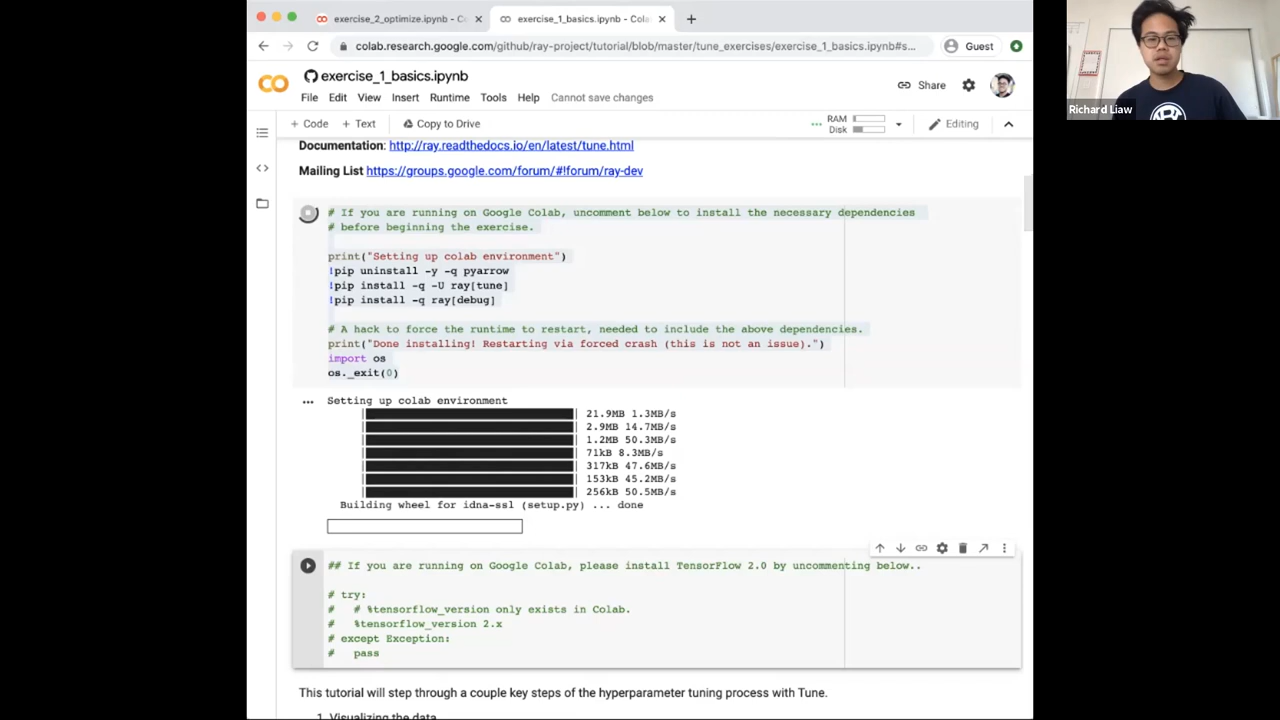 exercise_2_optimize.ipynb - C
exercise_1_basics.ipynb - Cola
colab.research.google.com/github/ray-project/tutorial/blob/master/tune_exercises/exercise_1_basics.ipynb#s...
Guest
exercise_1_basics.ipynb
Share
File Edit View Insert Runtime Tools Help Cannot save changes
+ Code + Text Copy to Drive
RAM
Disk
Editing
Documentation: http://ray.readthedocs.io/en/latest/tune.html
Mailing List https://groups.google.com/forum/#!forum/ray-dev
# If you are running on Google Colab, uncomment below to install the necessary dependencies
# before beginning the exercise.
print("Setting up colab environment")
!pip uninstall -y -q pyarrow
!pip install -q -U ray[tune]
!pip install -q ray[debug]
# A hack to force the runtime to restart, needed to include the above dependencies.
print("Done installing! Restarting via forced crash (this is not an issue).")
import os
os._exit(0)
... Setting up colab environment
21.9MB 1.3MB/s
2.9MB 14.7MB/s
1.2MB 50.3MB/s
71kB 8.3MB/s
317kB 47.6MB/s
153kB 45.2MB/s
256kB 50.5MB/s
Building wheel for idna-ssl (setup.py) ... done
## If you are running on Google Colab, please install TensorFlow 2.0 by uncommenting below..
# try:
#   # %tensorflow_version only exists in Colab.
#   %tensorflow_version 2.x
# except Exception:
#   pass
This tutorial will step through a couple key steps of the hyperparameter tuning process with Tune.
1. Visualizing the data.
Richard Liaw